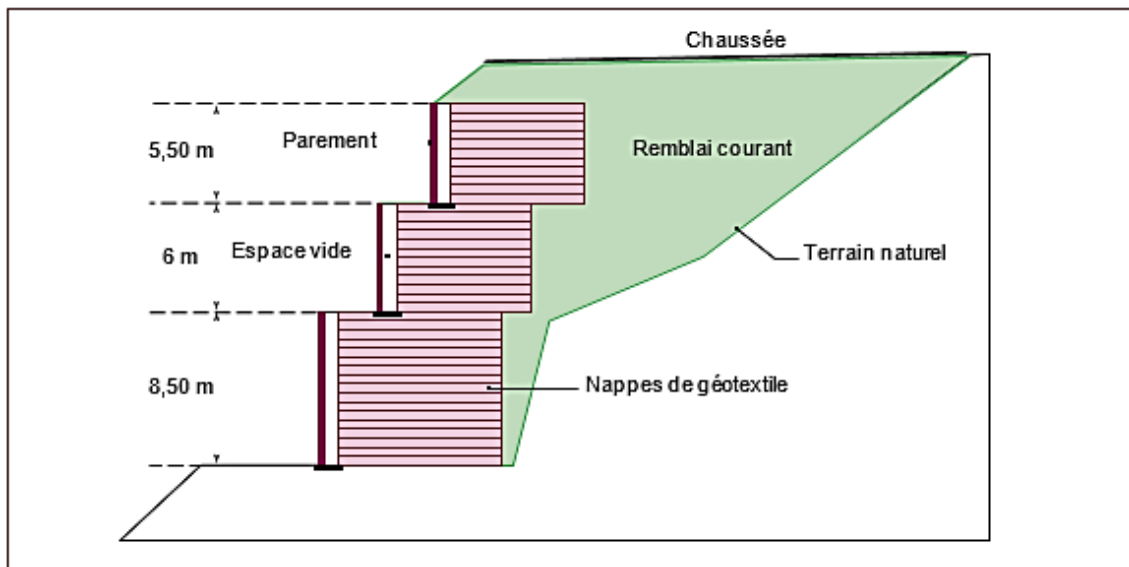 Chaussée
5,50 m
Parement
Remblai courant
6 m
Espace vide
Terrain naturel
8,50 m
Nappes de géotextile